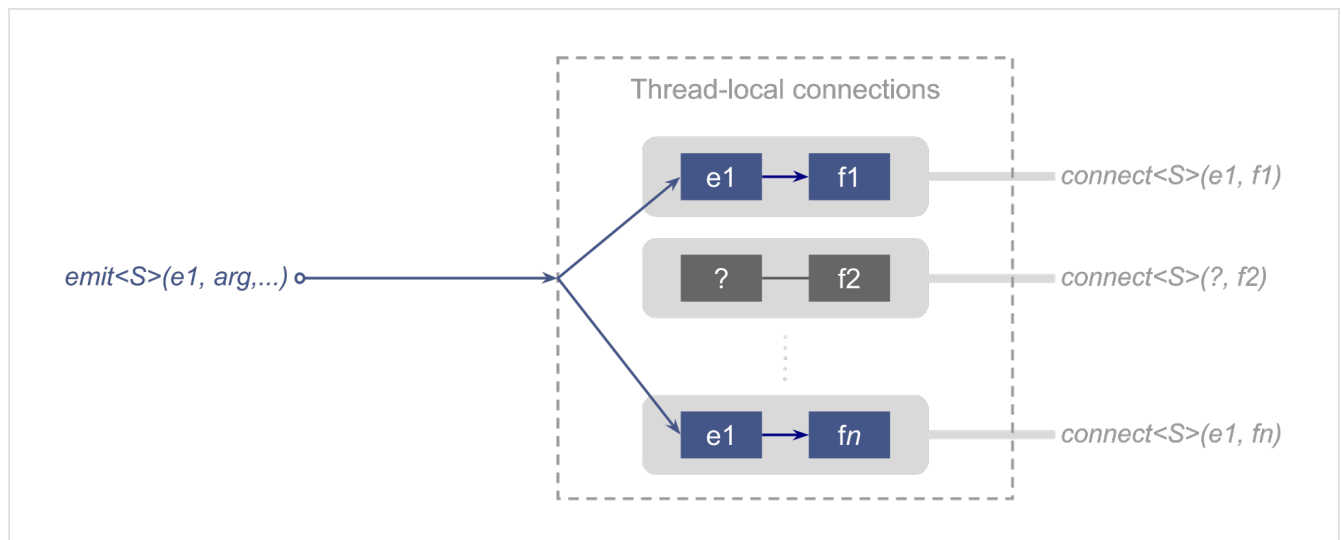 Thread-local connections
e1 f1 connect<S>(e1, f1)
emit<S>(e1, arg,...) ? f2 connect<S>(?, f2)
e1 fn connect<S>(e1, fn)